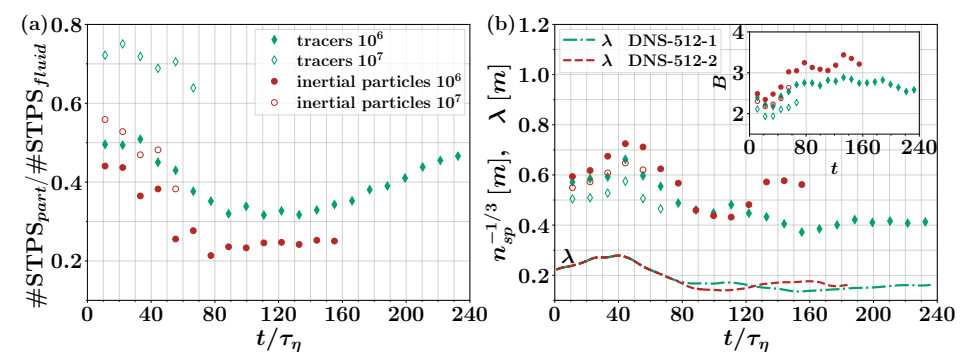 (a)
#STPS_part/#STPS_fluid
0.8
0.6
0.4
0.2
0 40 80 120 160 200 240
t/τ_η
tracers 10^6
tracers 10^7
inertial particles 10^6
inertial particles 10^7
(b)
n_sp^{-1/3} [m], λ [m]
1.2
1.0
0.8
0.6
0.4
0.2
0 40 80 120 160 200 240
t/τ_η
λ DNS-512-1
λ DNS-512-2
λ
B
4
3
2
0 80 160 240
t